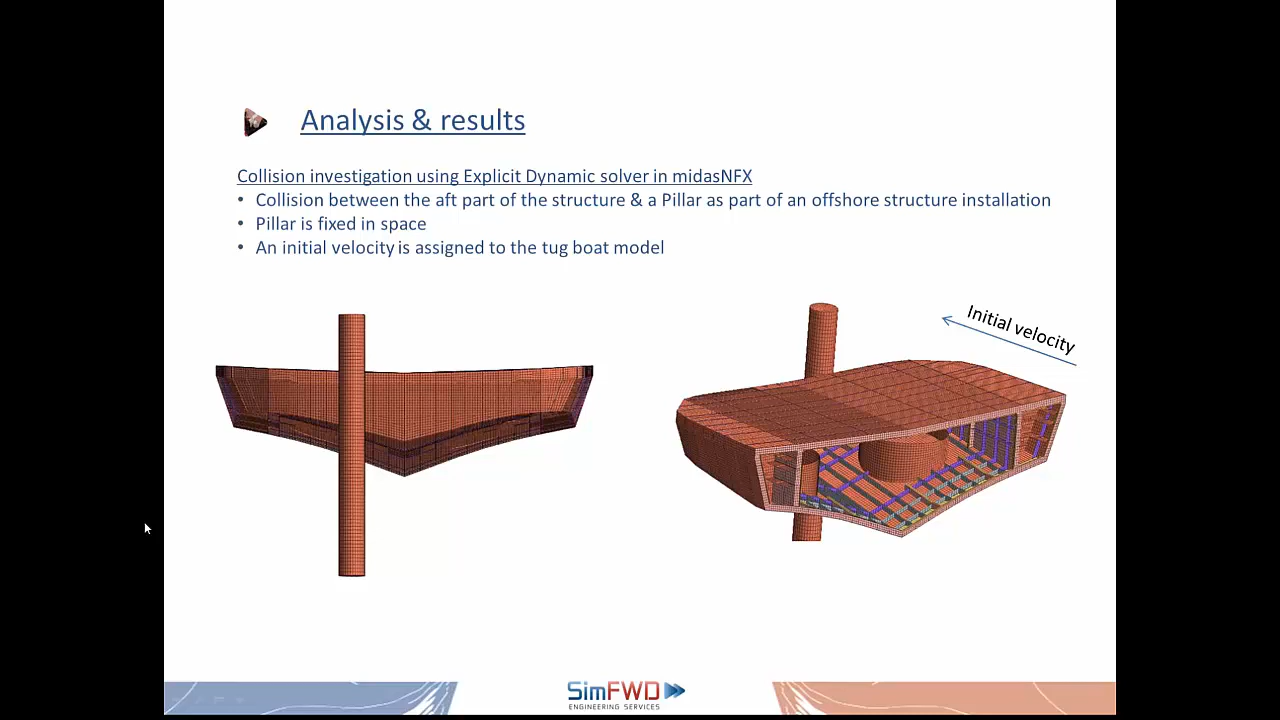 Analysis & results
Collision investigation using Explicit Dynamic solver in midasNFX
• Collision between the aft part of the structure & a Pillar as part of an offshore structure installation
• Pillar is fixed in space
• An initial velocity is assigned to the tug boat model
Initial velocity
SimFWD
ENGINEERING SERVICES